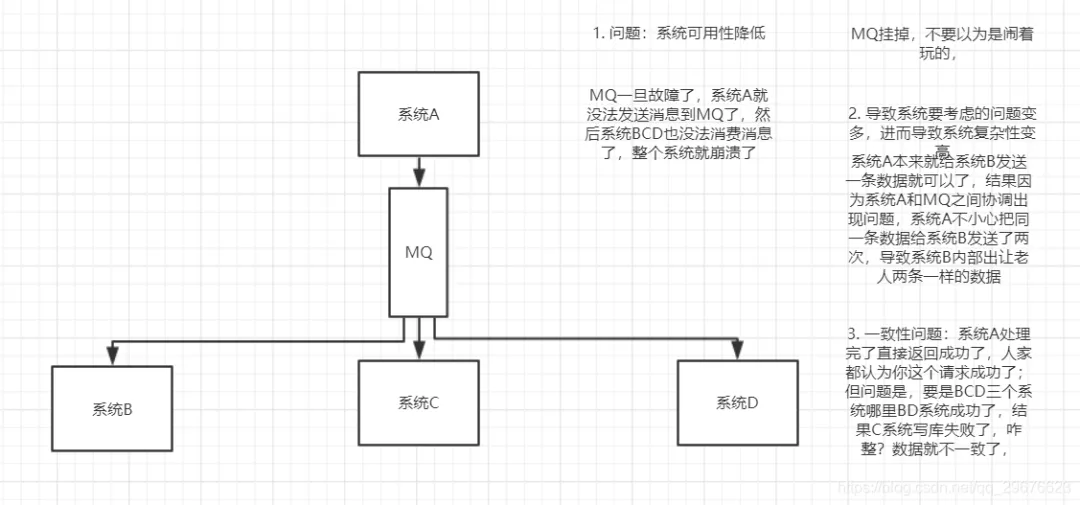 1. 问题：系统可用性降低
MQ一旦故障了，系统A就
没法发送消息到MQ了，然
后系统BCD也没法消费消息
了，整个系统就崩溃了
MQ挂掉，不要以为是闹着
玩的，
2. 导致系统要考虑的问题变
多，进而导致系统复杂性变
高
系统A本来就给系统B发送
一条数据就可以了，结果因
为系统A和MQ之间协调出
现问题，系统A不小心把同
一条数据给系统B发送了两
次，导致系统B内部出让老
人两条一样的数据
3. 一致性问题：系统A处理
完了直接返回成功了，人家
都认为你这个请求成功了；
但问题是，要是BCD三个系
统哪里BD系统成功了，结
果C系统写库失败了，咋
整？数据就不一致了，
系统A
MQ
系统B
系统C
系统D
https://blog.csdn.net/qq_29676623